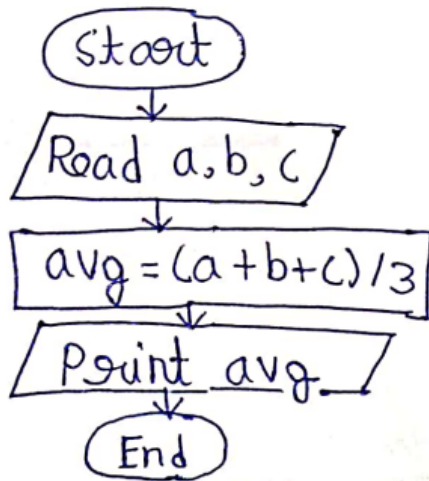 Start
Read a, b, c
avg = (a+b+c)/3
Print avg
End